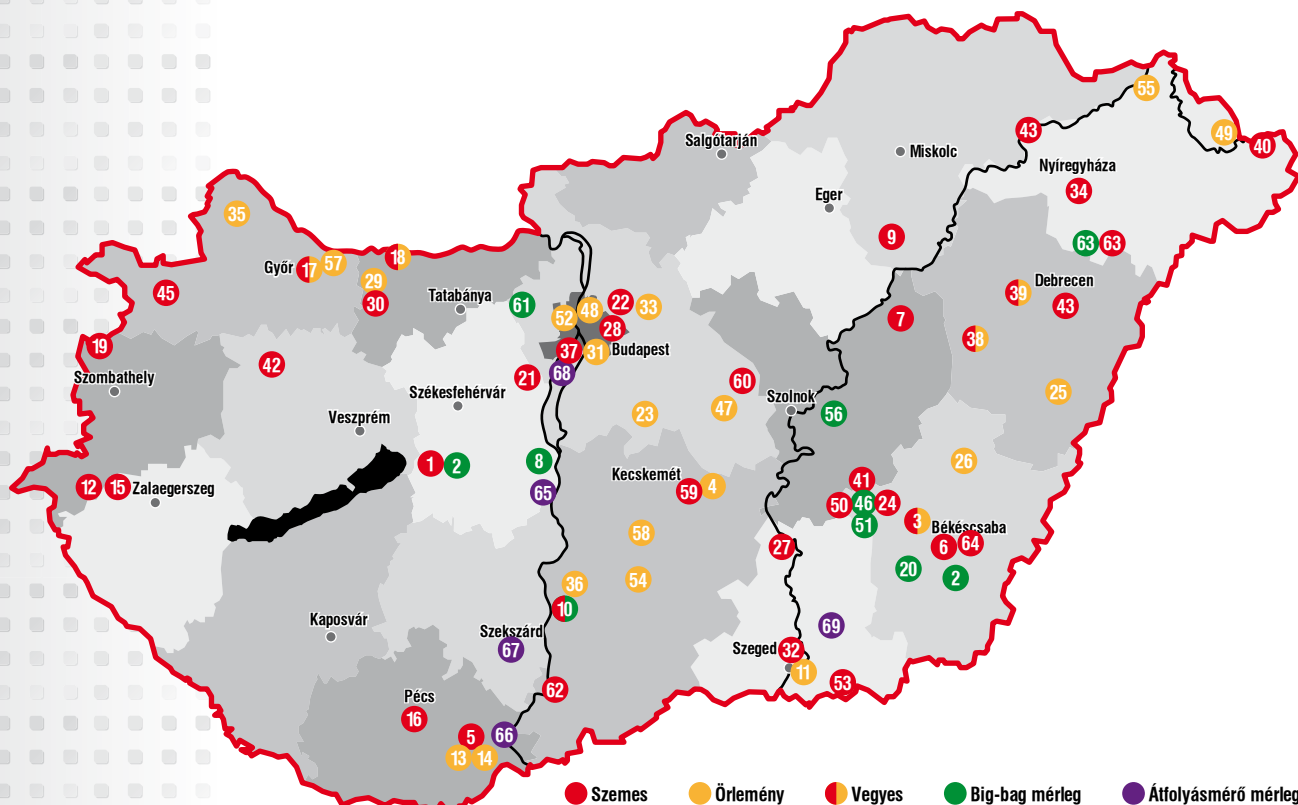 55
43
49
40
Salgótarján
Miskolc
Nyíregyháza
34
Eger
35
9
63 63
Győr 17 57 18
29
30
45
Tatabánya
61
52 48 22 33
28
37 31 Budapest
68
Debrecen
39
43
7
38
19
Szombathely
42
21
60
Székesfehérvár
Szolnok
56
25
23
47
Veszprém
1 2
8
65
Kecskemét
59 4
26
12 15 Zalaegerszeg
41
50 46 24
51
3
Békéscsaba
6 64
58
27
20 2
36
54
10
Kaposvár
Szekszárd
67
69
Szeged 32
11
53
62
Pécs
16
5
66
13 14
Szemes Örlemény Vegyes Big-bag mérleg Átfolyásmérő mérleg